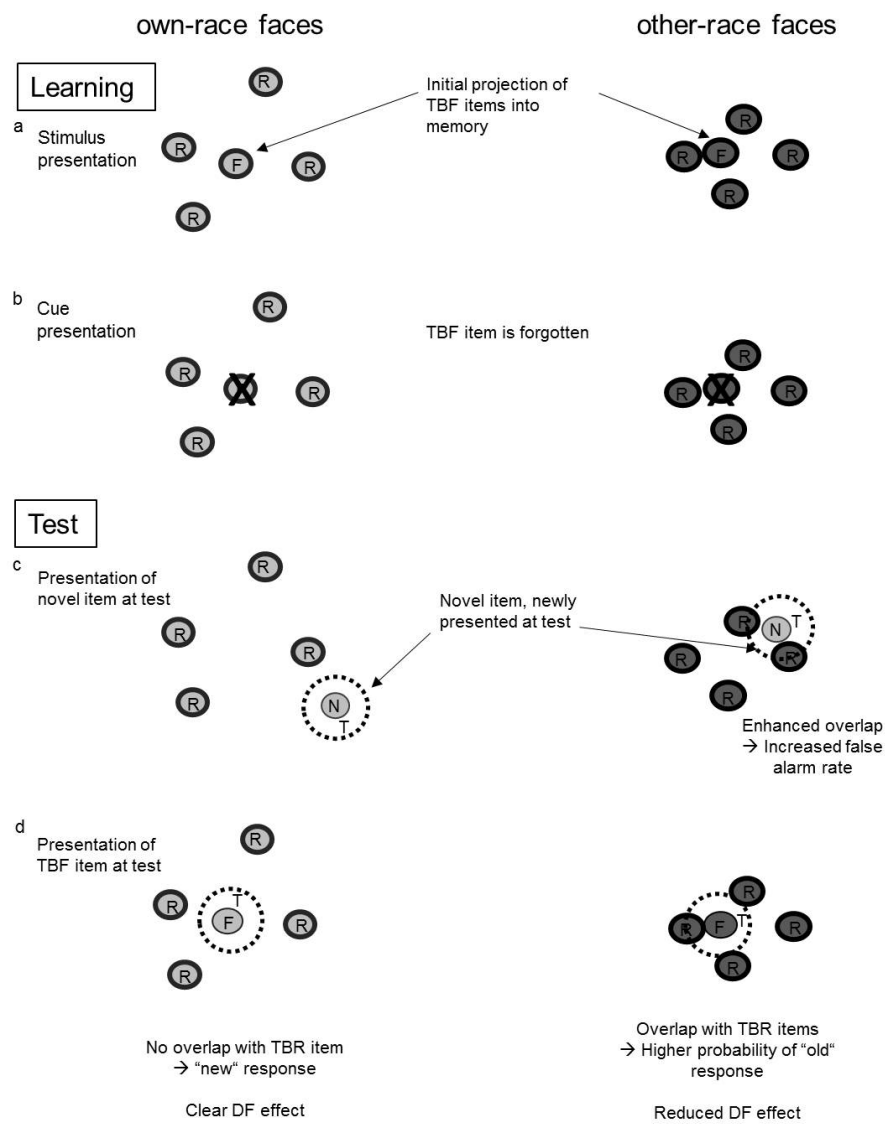 own-race faces
other-race faces
Learning
a
Stimulus
presentation
R
R
F
R
R
Initial projection of
TBF items into
memory
R
R
F
R
R
b
Cue
presentation
R
R
X
R
R
TBF item is forgotten
R
R
X
R
R
Test
c
Presentation of
novel item at test
R
R
R
R
N
T
Novel item, newly
presented at test
R
N
T
R
R
R
Enhanced overlap
→ Increased false
alarm rate
d
Presentation of
TBF item at test
R
R
T
F
R
R
R
R
F
T
R
R
No overlap with TBR item
→ “new“ response
Clear DF effect
Overlap with TBR items
→ Higher probability of “old“
response
Reduced DF effect